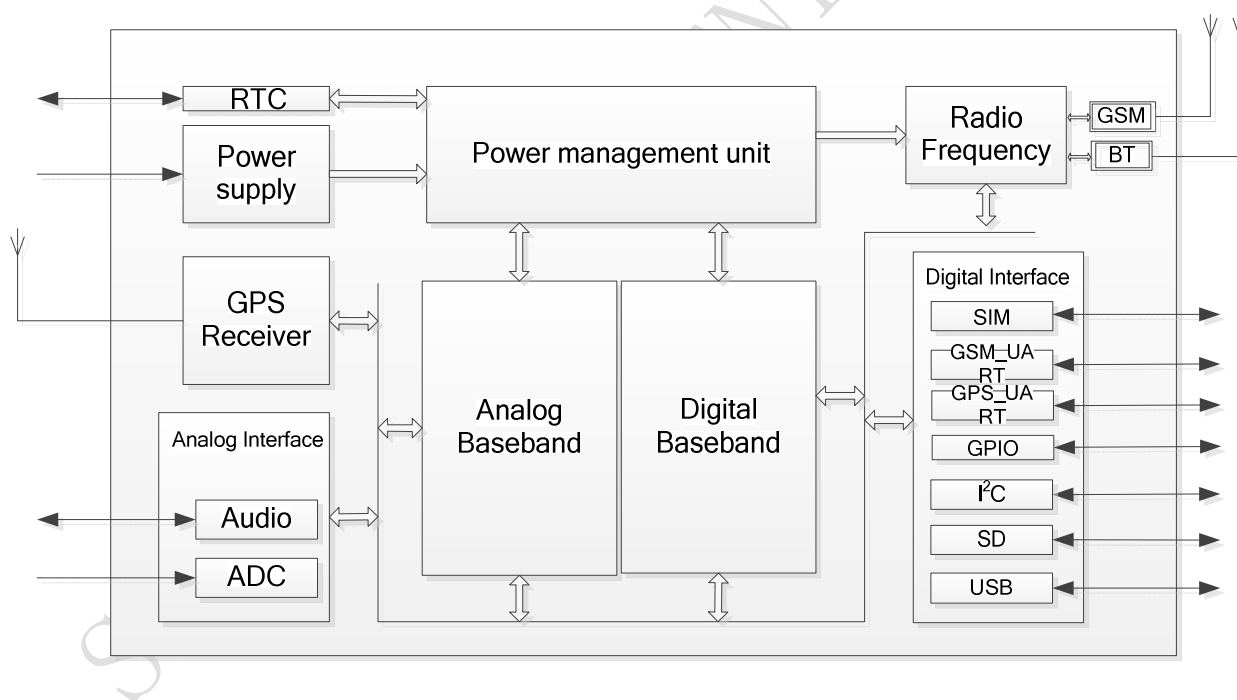 RTC
Power
supply
Power management unit
Radio
Frequency
GSM
BT
GPS
Receiver
Analog Interface
Audio
ADC
Analog
Baseband
Digital
Baseband
Digital Interface
SIM
GSM_UA
RT
GPS_UA
RT
GPIO
I²C
SD
USB